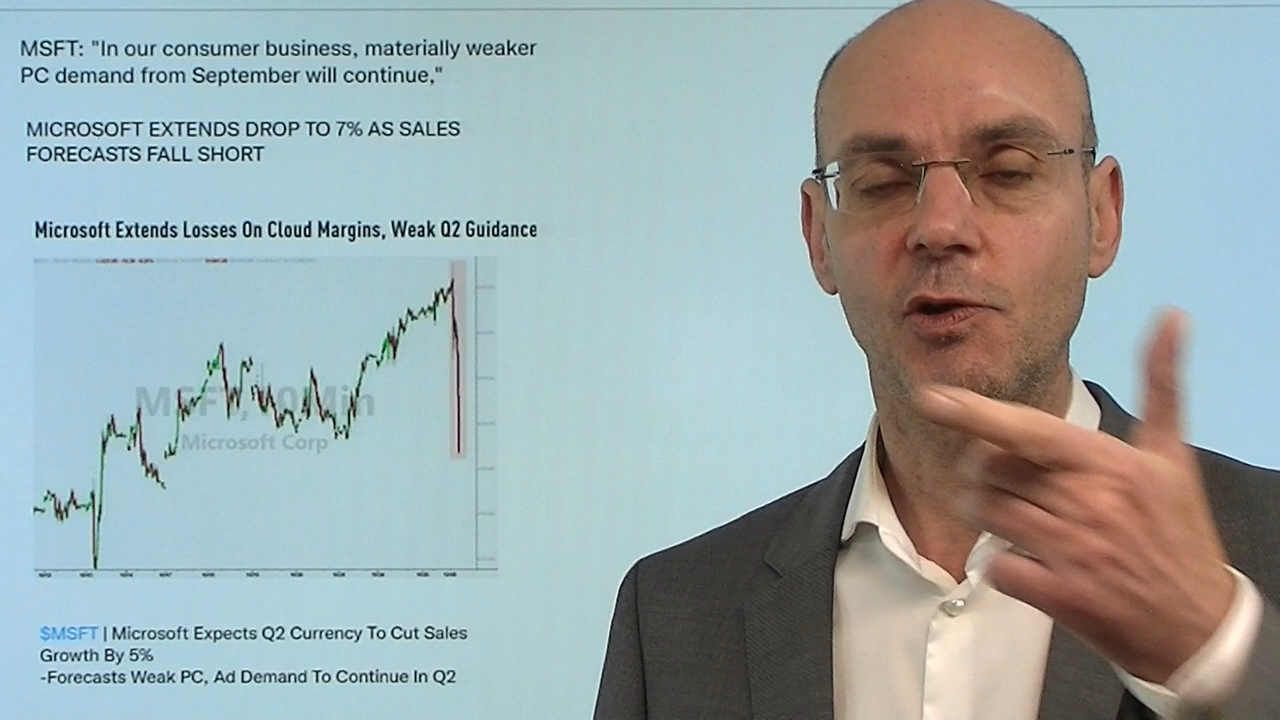 MSFT: "In our consumer business, materially weaker
PC demand from September will continue,"
MICROSOFT EXTENDS DROP TO 7% AS SALES
FORECASTS FALL SHORT
Microsoft Extends Losses On Cloud Margins, Weak Q2 Guidance
Microsoft Corp
$MSFT | Microsoft Expects Q2 Currency To Cut Sales
Growth By 5%
-Forecasts Weak PC, Ad Demand To Continue In Q2